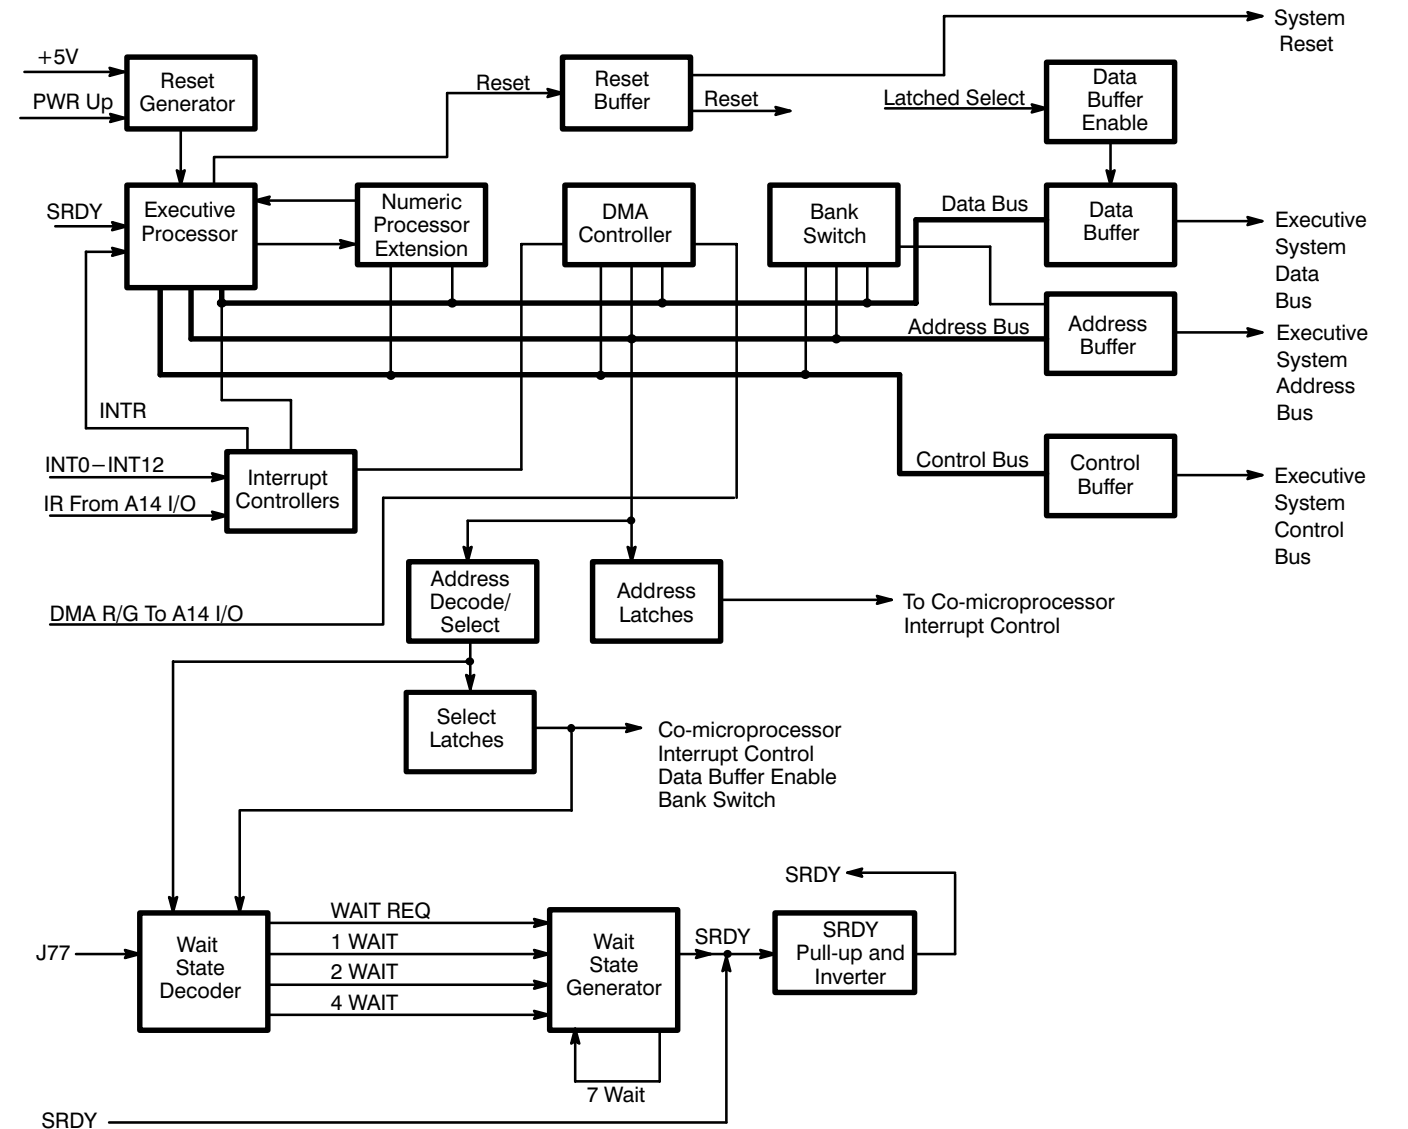 System
Reset
+5V
PWR Up
Reset
Generator
Reset
Reset
Buffer
Reset
Latched Select
Data
Buffer
Enable
SRDY
Executive
Processor
Numeric
Processor
Extension
DMA
Controller
Bank
Switch
Data Bus
Data
Buffer
Executive
System
Data
Bus
Address Bus
Address
Buffer
Executive
System
Address
Bus
INTR
INT0–INT12
IR From A14 I/O
Interrupt
Controllers
Control Bus
Control
Buffer
Executive
System
Control
Bus
DMA R/G To A14 I/O
Address
Decode/
Select
Address
Latches
To Co-microprocessor
Interrupt Control
Select
Latches
Co-microprocessor
Interrupt Control
Data Buffer Enable
Bank Switch
J77
Wait
State
Decoder
WAIT REQ
1 WAIT
2 WAIT
4 WAIT
Wait
State
Generator
7 Wait
SRDY
SRDY
SRDY
Pull-up and
Inverter
SRDY